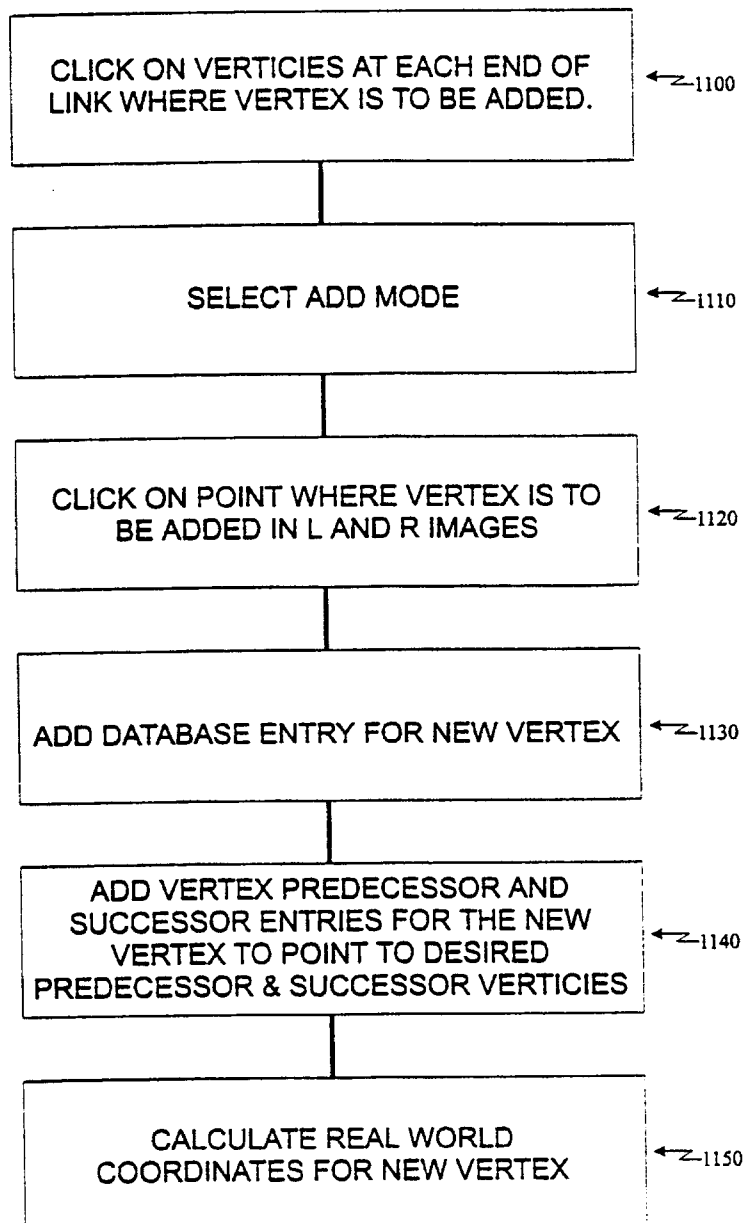 CLICK ON VERTICIES AT EACH END OF
LINK WHERE VERTEX IS TO BE ADDED.
1100
SELECT ADD MODE
1110
CLICK ON POINT WHERE VERTEX IS TO
BE ADDED IN L AND R IMAGES
1120
ADD DATABASE ENTRY FOR NEW VERTEX
1130
ADD VERTEX PREDECESSOR AND
SUCCESSOR ENTRIES FOR THE NEW
VERTEX TO POINT TO DESIRED
PREDECESSOR & SUCCESSOR VERTICIES
1140
CALCULATE REAL WORLD
COORDINATES FOR NEW VERTEX
1150